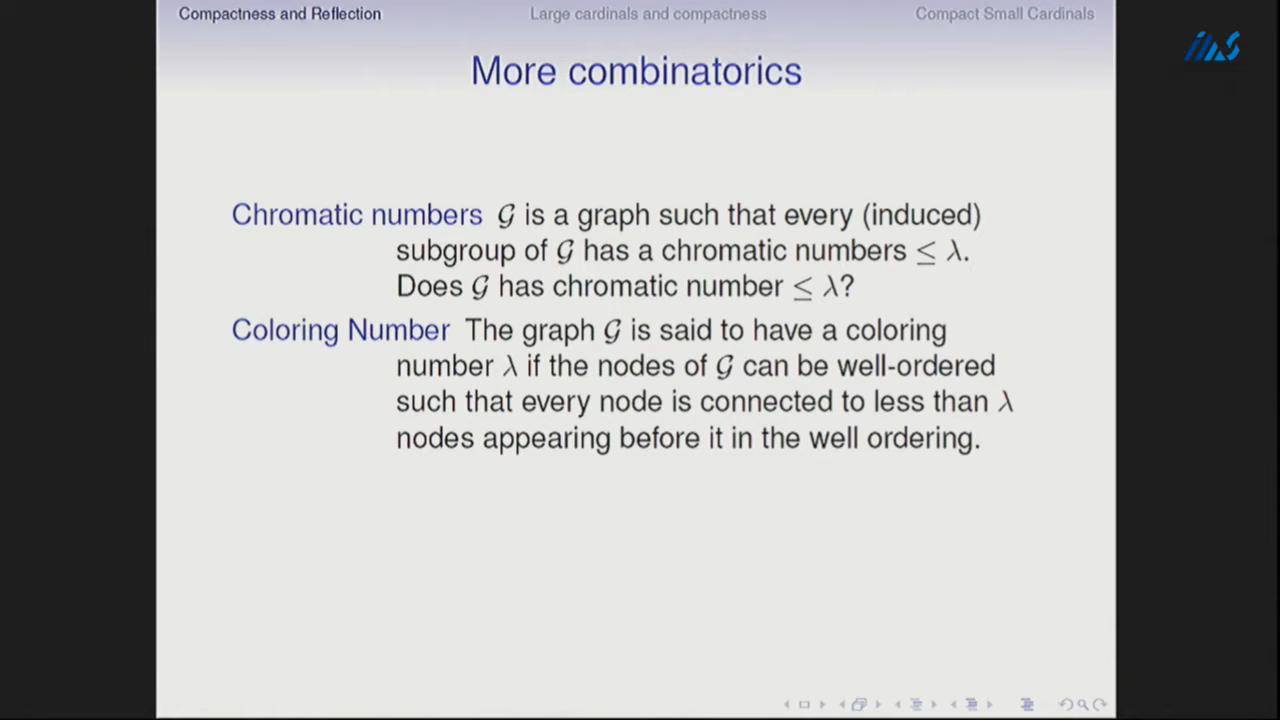 Compactness and Reflection Large cardinals and compactness Compact Small Cardinals
iias
More combinatorics
Chromatic numbers 𝒢 is a graph such that every (induced)
subgroup of 𝒢 has a chromatic numbers ≤ λ.
Does 𝒢 has chromatic number ≤ λ?
Coloring Number The graph 𝒢 is said to have a coloring
number λ if the nodes of 𝒢 can be well-ordered
such that every node is connected to less than λ
nodes appearing before it in the well ordering.